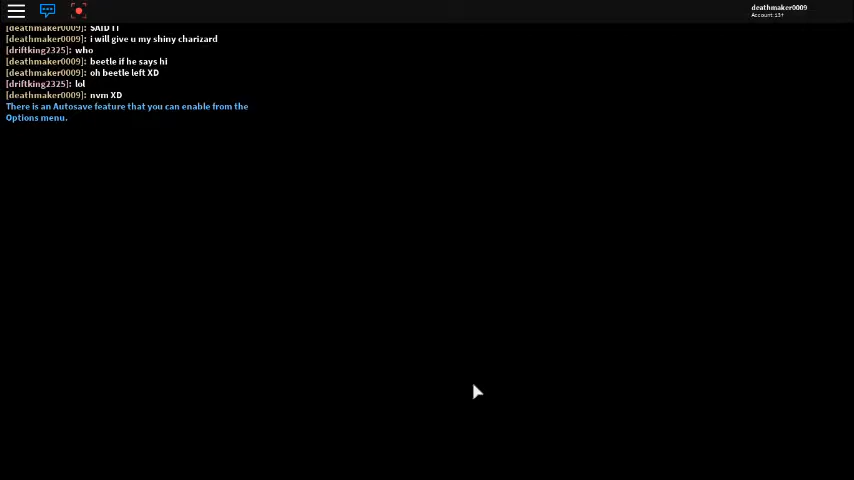 deathmaker0009
Account: 13+
[deathmaker0009]: SAID IT
[deathmaker0009]: i will give u my shiny charizard
[driftking2325]: who
[deathmaker0009]: beetle if he says hi
[deathmaker0009]: oh beetle left XD
[driftking2325]: lol
[deathmaker0009]: nvm XD
There is an Autosave feature that you can enable from the
Options menu.